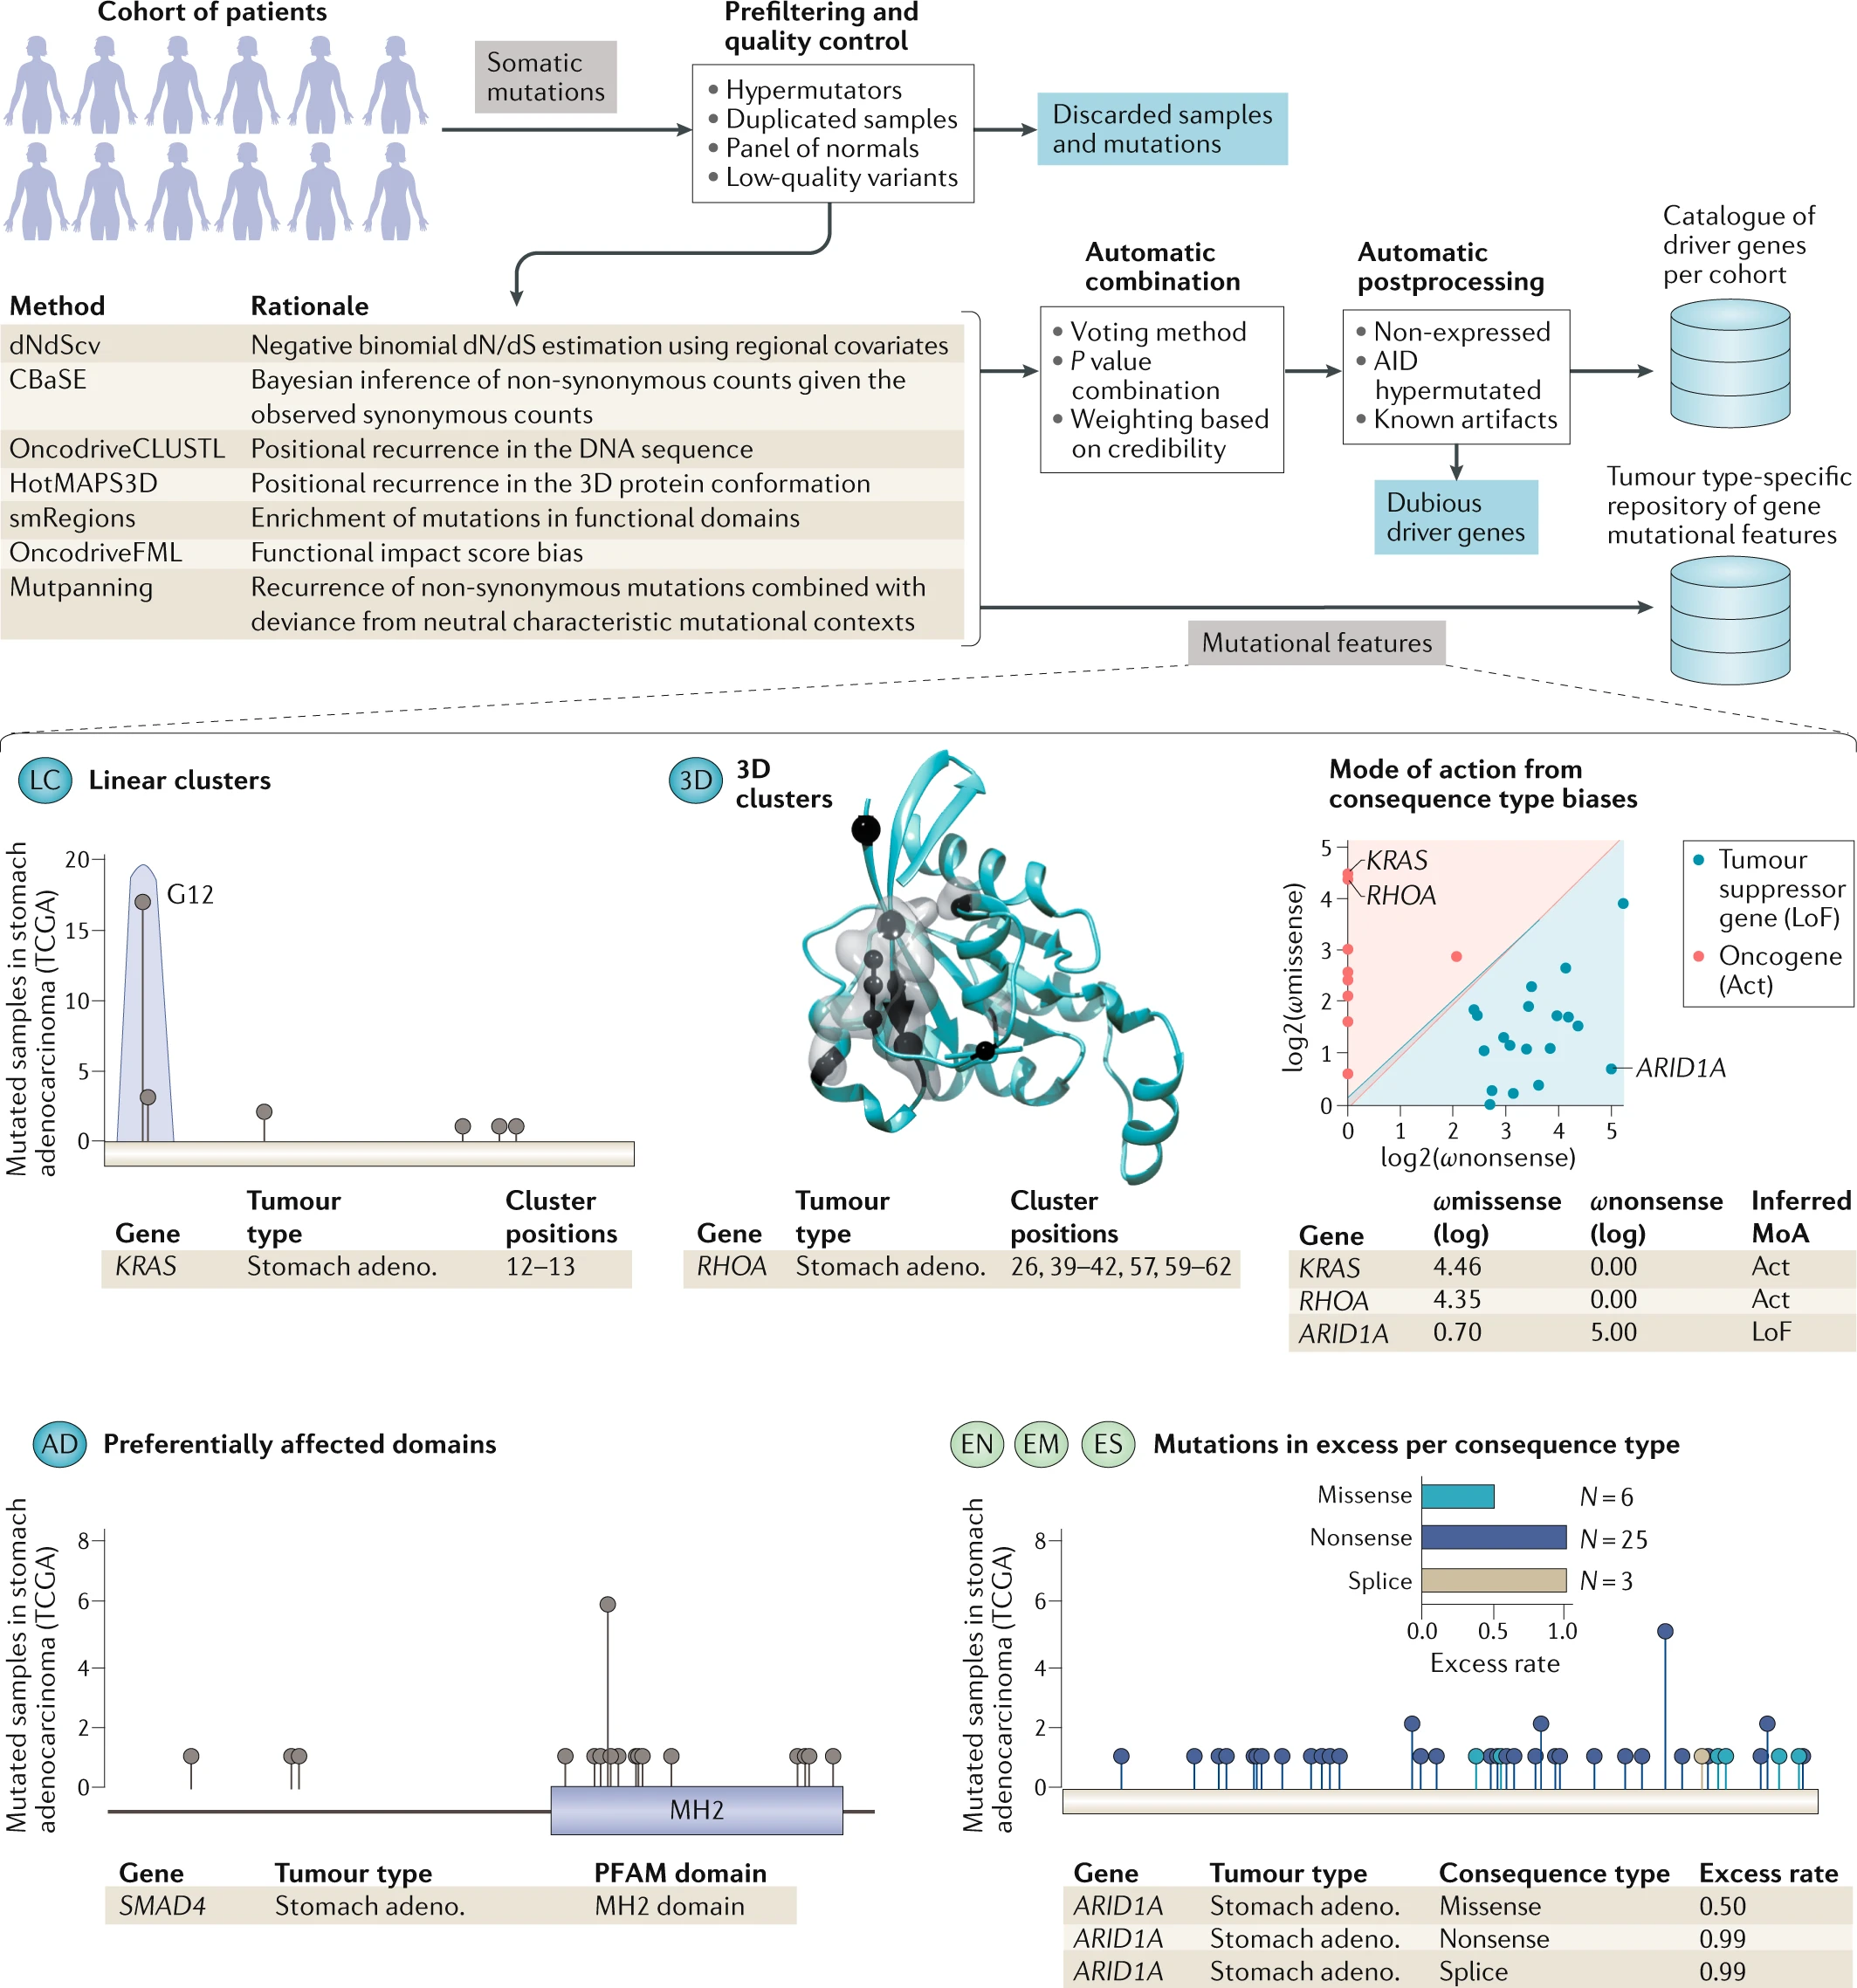 Cohort of patients
Somatic
mutations
Prefiltering and
quality control
• Hypermutators
• Duplicated samples
• Panel of normals
• Low-quality variants
Discarded samples
and mutations
Method Rationale
dNdScv Negative binomial dN/dS estimation using regional covariates
CBaSE Bayesian inference of non-synonymous counts given the
observed synonymous counts
OncodriveCLUSTL Positional recurrence in the DNA sequence
HotMAPS3D Positional recurrence in the 3D protein conformation
smRegions Enrichment of mutations in functional domains
OncodriveFML Functional impact score bias
Mutpanning Recurrence of non-synonymous mutations combined with
deviance from neutral characteristic mutational contexts
Automatic
combination
• Voting method
• P value
combination
• Weighting based
on credibility
Automatic
postprocessing
• Non-expressed
• AID
hypermutated
• Known artifacts
Dubious
driver genes
Catalogue of
driver genes
per cohort
Tumour type-specific
repository of gene
mutational features
Mutational features
LC Linear clusters
Mutated samples in stomach
adenocarcinoma (TCGA)
20
15
10
5
0
G12
Gene Tumour type Cluster positions
KRAS Stomach adeno. 12–13
3D 3D
clusters
Gene Tumour type Cluster positions
RHOA Stomach adeno. 26, 39–42, 57, 59–62
Mode of action from
consequence type biases
log2(ωmissense)
5
4
3
2
1
0
KRAS
RHOA
ARID1A
0 1 2 3 4 5
log2(ωnonsense)
Tumour
suppressor
gene (LoF)
Oncogene
(Act)
Gene ωmissense (log) ωnonsense (log) Inferred MoA
KRAS 4.46 0.00 Act
RHOA 4.35 0.00 Act
ARID1A 0.70 5.00 LoF
AD Preferentially affected domains
Mutated samples in stomach
adenocarcinoma (TCGA)
8
6
4
2
0
MH2
Gene Tumour type PFAM domain
SMAD4 Stomach adeno. MH2 domain
EN EM ES Mutations in excess per consequence type
Mutated samples in stomach
adenocarcinoma (TCGA)
8
6
4
2
0
Missense N = 6
Nonsense N = 25
Splice N = 3
0.0 0.5 1.0
Excess rate
Gene Tumour type Consequence type Excess rate
ARID1A Stomach adeno. Missense 0.50
ARID1A Stomach adeno. Nonsense 0.99
ARID1A Stomach adeno. Splice 0.99